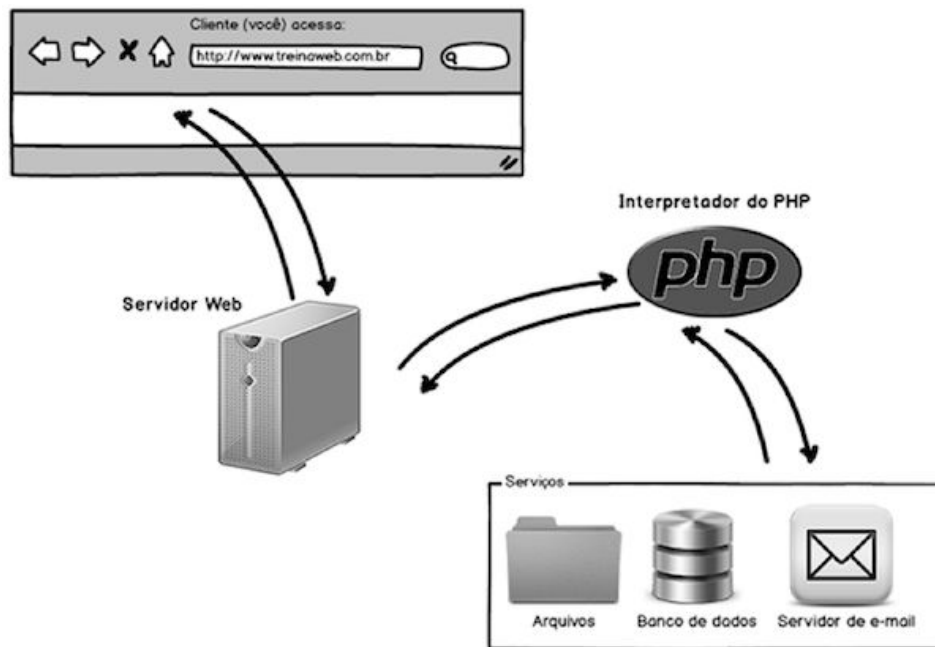 Cliente (você) acessa:
http://www.treinaweb.com.br
Interpretador do PHP
php
Servidor Web
Serviços
Arquivos
Banco de dados
Servidor de e-mail